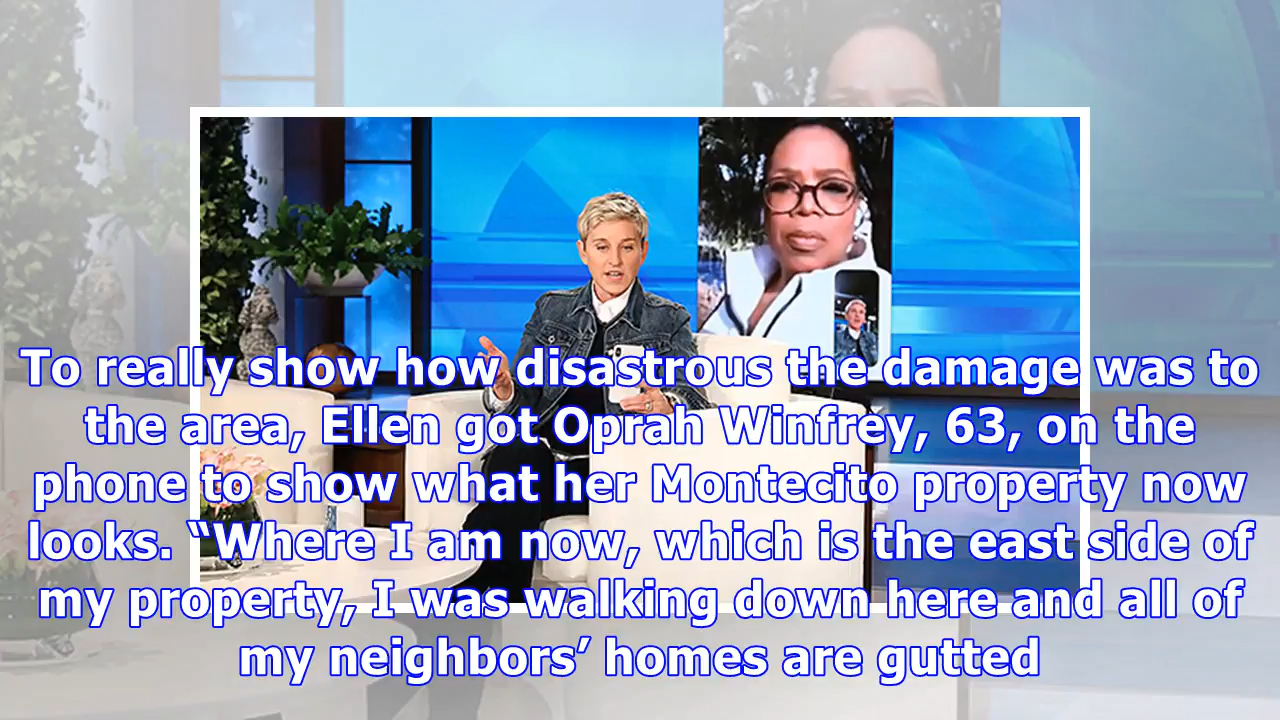 To really show how disastrous the damage was to
the area, Ellen got Oprah Winfrey, 63, on the
phone to show what her Montecito property now
looks. “Where I am now, which is the east side of
my property, I was walking down here and all of
my neighbors’ homes are gutted